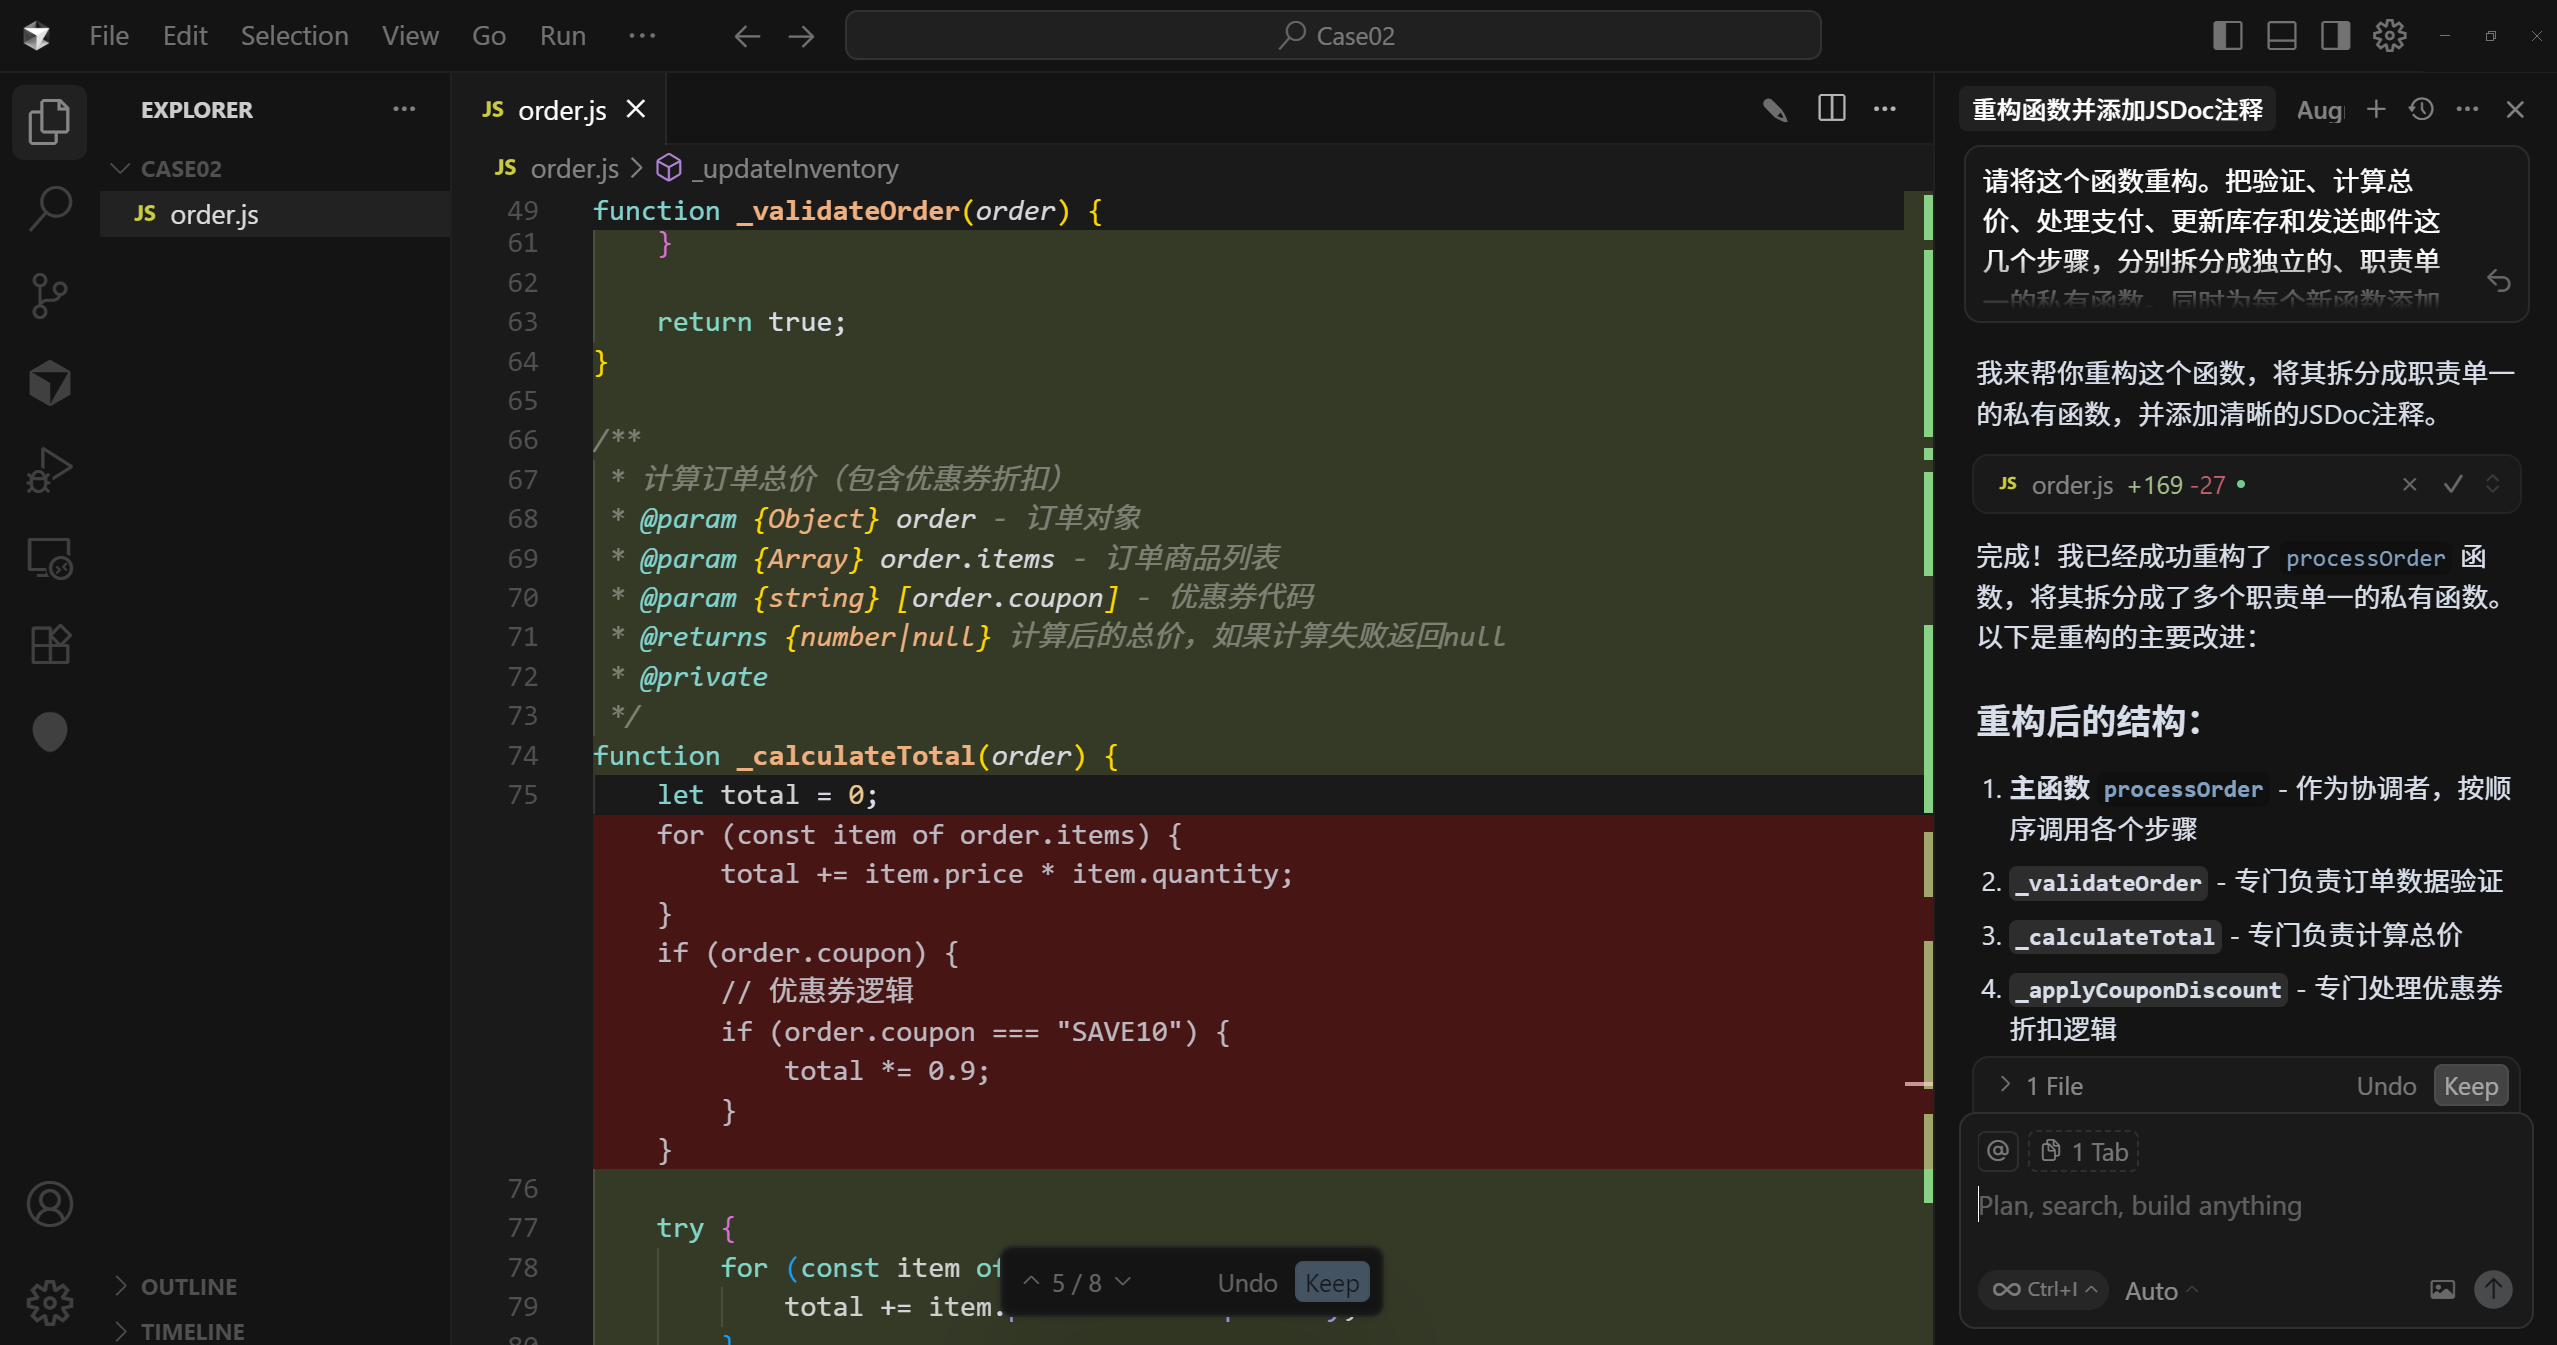 File Edit Selection View Go Run ···
Case02
EXPLORER
CASE02
JS order.js
OUTLINE
TIMELINE
JS order.js
JS order.js > _updateInventory
49 function _validateOrder(order) {
61 }
62
63 return true;
64 }
65
66 /**
67 * 计算订单总价（包含优惠券折扣）
68 * @param {Object} order - 订单对象
69 * @param {Array} order.items - 订单商品列表
70 * @param {string} [order.coupon] - 优惠券代码
71 * @returns {number|null} 计算后的总价，如果计算失败返回null
72 * @private
73 */
74 function _calculateTotal(order) {
75 let total = 0;
for (const item of order.items) {
total += item.price * item.quantity;
}
if (order.coupon) {
// 优惠券逻辑
if (order.coupon === "SAVE10") {
total *= 0.9;
}
}
76
77 try {
78 for (const item of
79 total += item.
80 }
5 / 8 Undo Keep
重构函数并添加JSDoc注释 Aug
请将这个函数重构。把验证、计算总
价、处理支付、更新库存和发送邮件这
几个步骤，分别拆分成独立的、职责单
一的私有函数。同时为每个新函数添加
我来帮你重构这个函数，将其拆分成职责单一
的私有函数，并添加清晰的JSDoc注释。
JS order.js +169 -27
完成！我已经成功重构了 processOrder 函
数，将其拆分成了多个职责单一的私有函数。
以下是重构的主要改进：
重构后的结构：
1. 主函数 processOrder - 作为协调者，按顺
序调用各个步骤
2. _validateOrder - 专门负责订单数据验证
3. _calculateTotal - 专门负责计算总价
4. _applyCouponDiscount - 专门处理优惠券
折扣逻辑
1 File Undo Keep
@ 1 Tab
Plan, search, build anything
∞ Ctrl+I Auto